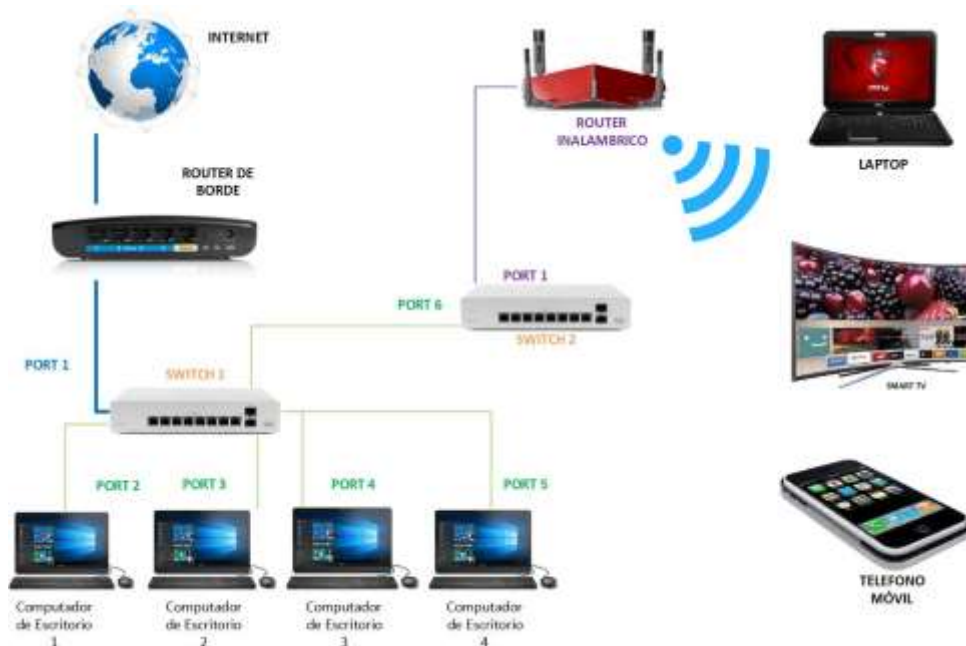 INTERNET
ROUTER DE
BORDE
ROUTER
INALAMBRICO
LAPTOP
PORT 1
PORT 6
SWITCH 2
PORT 1
SWITCH 1
SMART TV
PORT 2
PORT 3
PORT 4
PORT 5
TELEFONO
MÓVIL
Computador
de Escritorio
1
Computador
de Escritorio
2
Computador
de Escritorio
3
Computador
de Escritorio
4